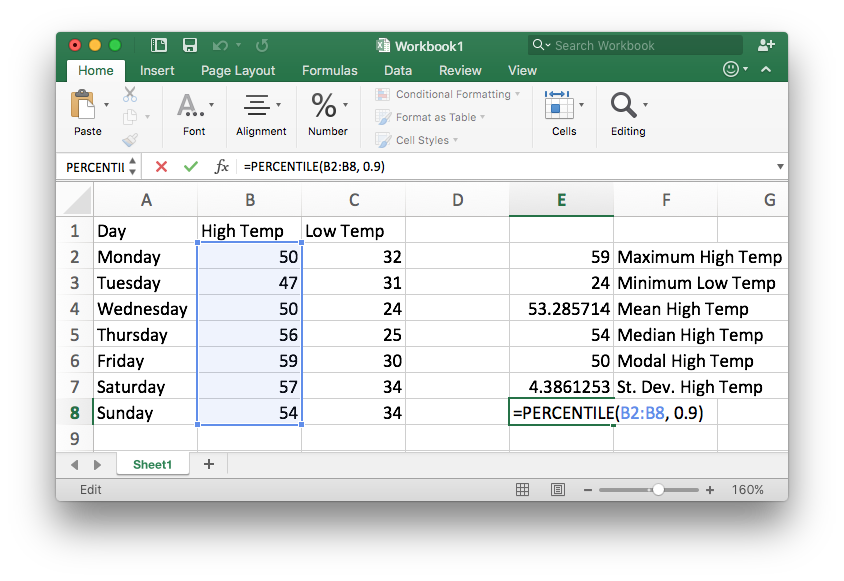 Workbook1
Search Workbook
Home Insert Page Layout Formulas Data Review View
Paste
Font
Alignment
%
Number
Conditional Formatting
Format as Table
Cell Styles
Cells
Editing
PERCENTII fx =PERCENTILE(B2:B8, 0.9)
A B C D E F G
1 Day High Temp Low Temp
2 Monday 50 32 59 Maximum High Temp
3 Tuesday 47 31 24 Minimum Low Temp
4 Wednesday 50 24 53.285714 Mean High Temp
5 Thursday 56 25 54 Median High Temp
6 Friday 59 30 50 Modal High Temp
7 Saturday 57 34 4.3861253 St. Dev. High Temp
8 Sunday 54 34 =PERCENTILE(B2:B8, 0.9)
9
Sheet1 +
Edit 160%